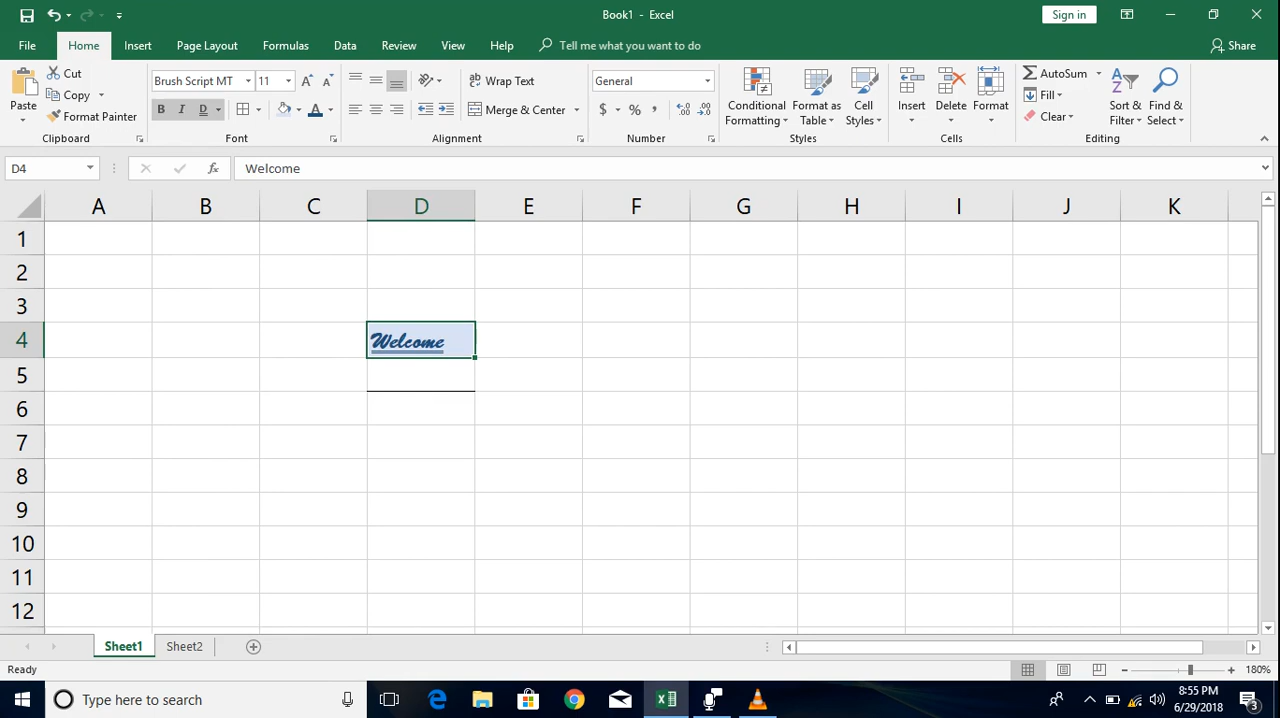 Book1 - Excel
Sign in
File Home Insert Page Layout Formulas Data Review View Help Tell me what you want to do Share
Paste
Cut
Copy
Format Painter
Clipboard
Brush Script MT 11
B I D
Font
Wrap Text
Merge & Center
Alignment
General
$ % ,
Number
Conditional Formatting
Format as Table
Cell Styles
Styles
Insert
Delete
Format
Cells
AutoSum
Fill
Clear
Sort & Filter
Find & Select
Editing
D4 fx Welcome
A B C D E F G H I J K
1
2
3
4 Welcome
5
6
7
8
9
10
11
12
Sheet1 Sheet2
Ready 180%
Type here to search
8:55 PM
6/29/2018
3